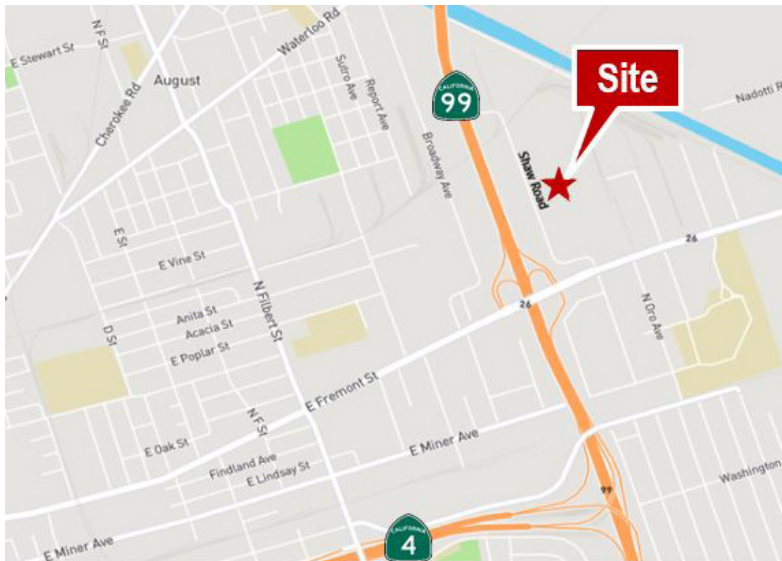 N F St
E Stewart St
Waterloo Rd
August
Cherokee Rd
Sutro Ave
Report Ave
CALIFORNIA
99
Broadway Ave
Site
Nadotti R
Shaw Road
E St
E Vine St
N Filbert St
26
26
N Oro Ave
Anita St
Acacia St
D St
E Poplar St
E Fremont St
N F St
E Oak St
E Miner Ave
Findland Ave
E Lindsay St
Washington
99
E Miner Ave
CALIFORNIA
4